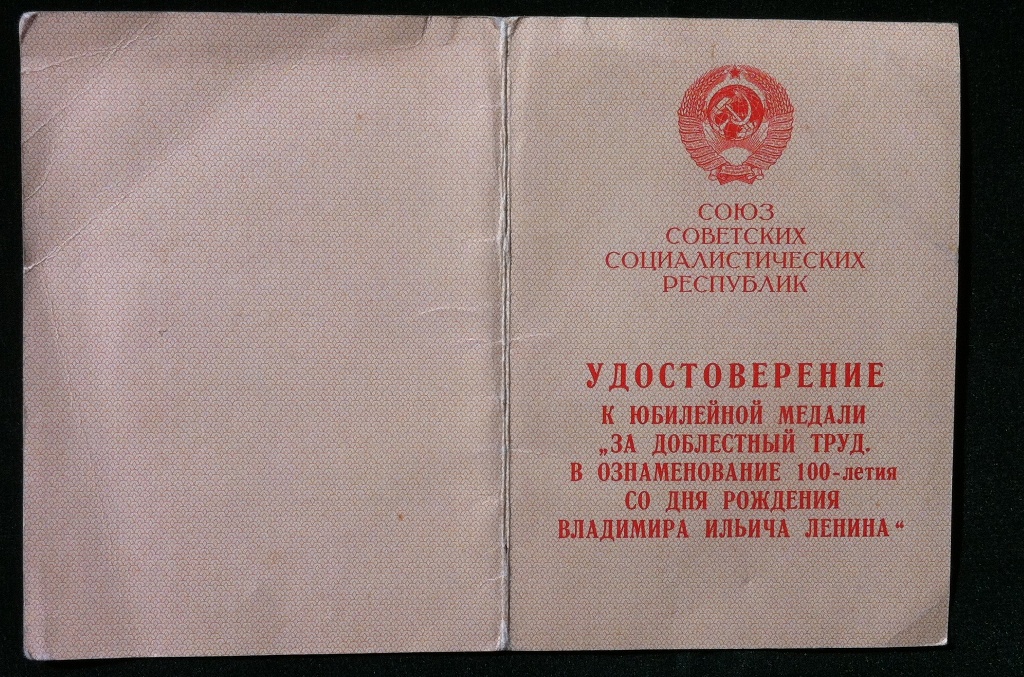 СОЮЗ
СОВЕТСКИХ
СОЦИАЛИСТИЧЕСКИХ
РЕСПУБЛИК
УДОСТОВЕРЕНИЕ
К ЮБИЛЕЙНОЙ МЕДАЛИ
„ЗА ДОБЛЕСТНЫЙ ТРУД.
В ОЗНАМЕНОВАНИЕ 100-летия
СО ДНЯ РОЖДЕНИЯ
ВЛАДИМИРА ИЛЬИЧА ЛЕНИНА“